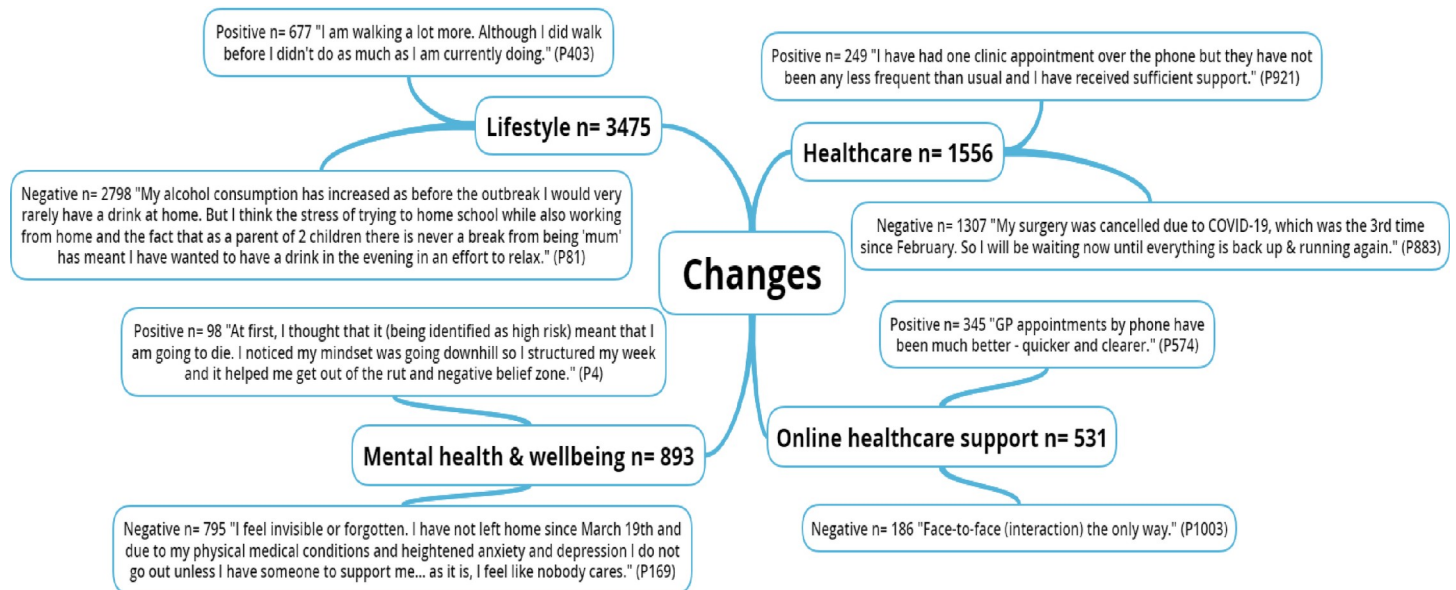 Positive n= 677 "I am walking a lot more. Although I did walk
before I didn't do as much as I am currently doing." (P403)
Lifestyle n= 3475
Negative n= 2798 "My alcohol consumption has increased as before the outbreak I would very
rarely have a drink at home. But I think the stress of trying to home school while also working
from home and the fact that as a parent of 2 children there is never a break from being 'mum'
has meant I have wanted to have a drink in the evening in an effort to relax." (P81)
Positive n= 249 "I have had one clinic appointment over the phone but they have not
been any less frequent than usual and I have received sufficient support." (P921)
Healthcare n= 1556
Negative n= 1307 "My surgery was cancelled due to COVID-19, which was the 3rd time
since February. So I will be waiting now until everything is back up & running again." (P883)
Changes
Positive n= 98 "At first, I thought that it (being identified as high risk) meant that I
am going to die. I noticed my mindset was going downhill so I structured my week
and it helped me get out of the rut and negative belief zone." (P4)
Mental health & wellbeing n= 893
Negative n= 795 "I feel invisible or forgotten. I have not left home since March 19th and
due to my physical medical conditions and heightened anxiety and depression I do not
go out unless I have someone to support me... as it is, I feel like nobody cares." (P169)
Positive n= 345 "GP appointments by phone have
been much better - quicker and clearer." (P574)
Online healthcare support n= 531
Negative n= 186 "Face-to-face (interaction) the only way." (P1003)